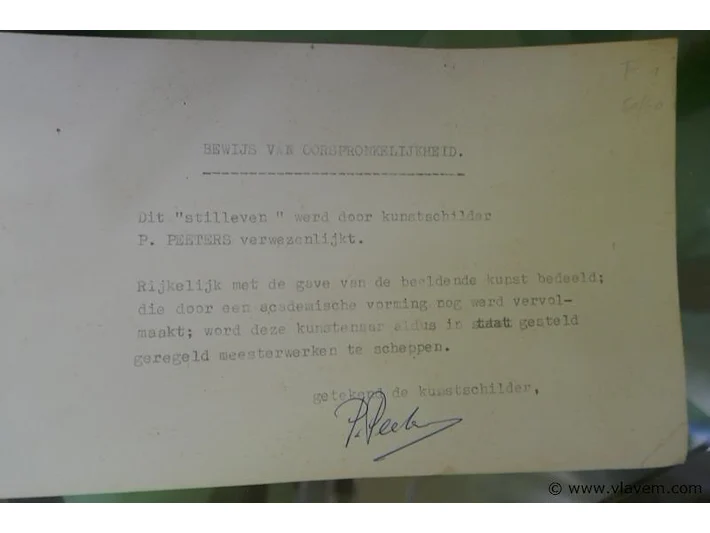 BEWIJS VAN OORSPRONKELIJKHEID.
Dit "stilleven " werd door kunstschilder
P. PEETERS verwezenlijkt.
Rijkelijk met de gave van de beeldende kunst bedeeld;
die door een academische vorming nog werd vervol-
maakt; word deze kunstenaar aldus in staat gesteld
geregeld meesterwerken te scheppen.
getekend de kunstschilder,
P. Peeters
© www.vlavem.com